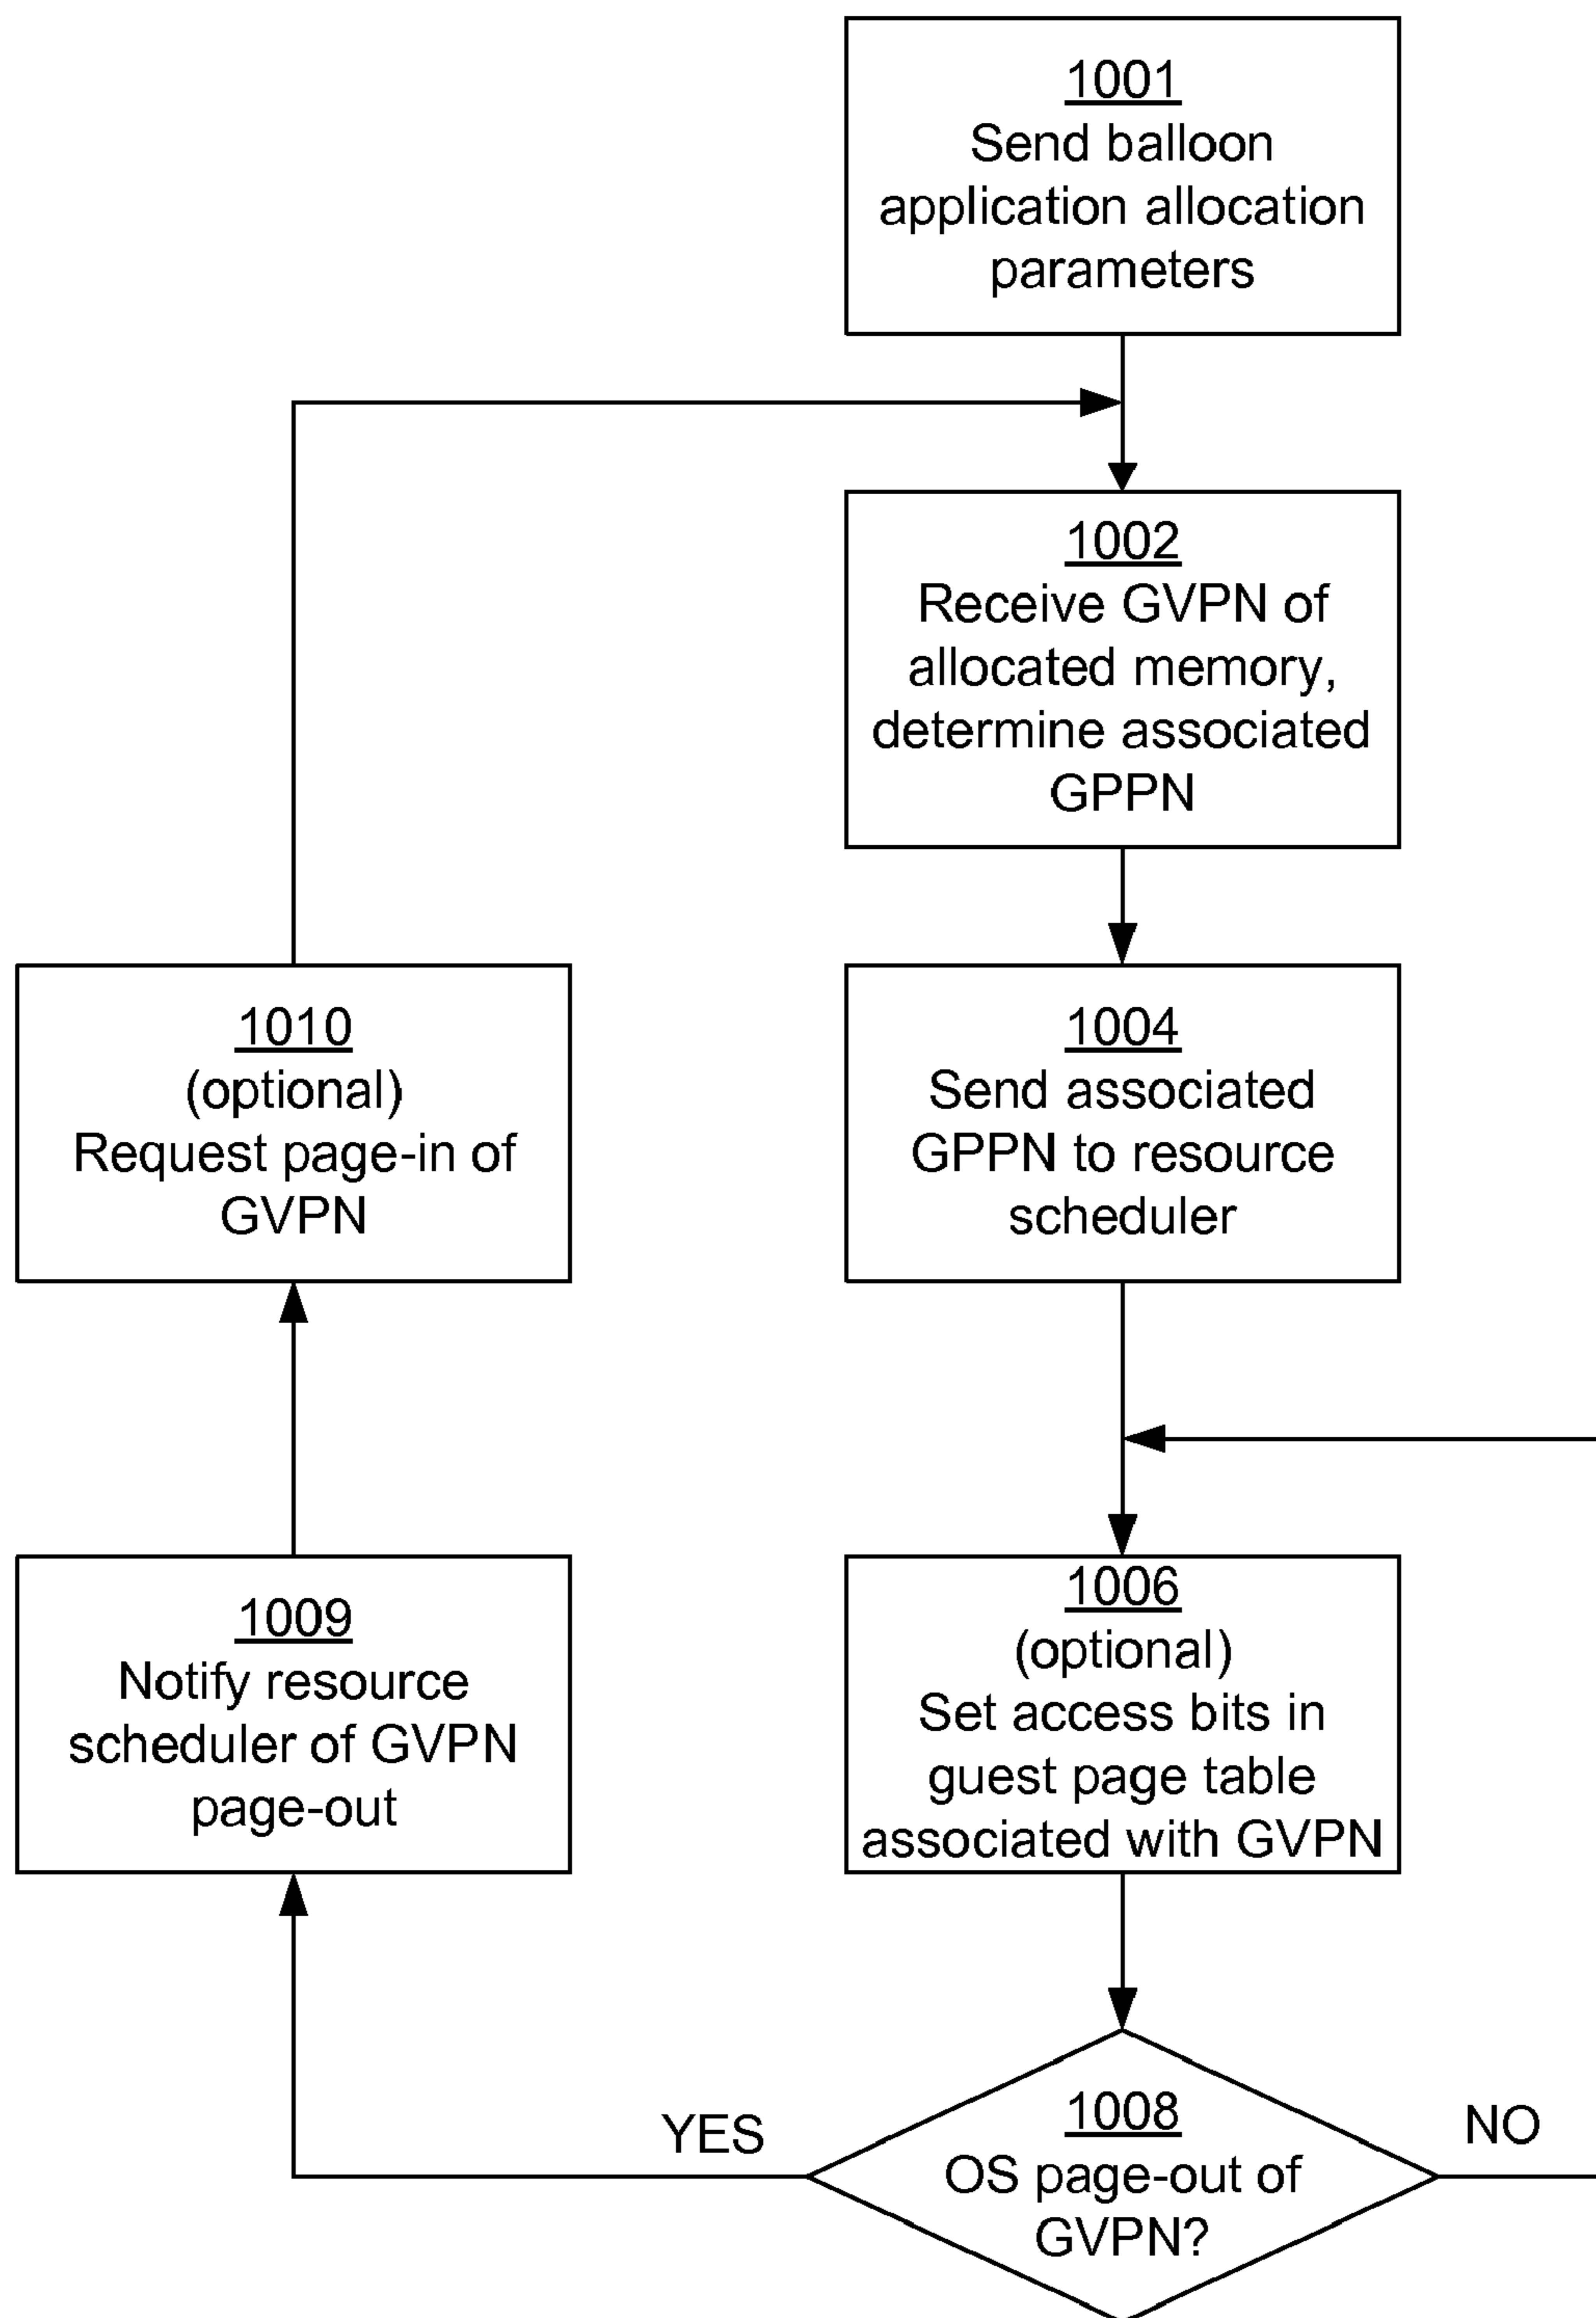 1001
Send balloon
application allocation
parameters
1002
Receive GVPN of
allocated memory,
determine associated
GPPN
1010
(optional)
Request page-in of
GVPN
1004
Send associated
GPPN to resource
scheduler
1009
Notify resource
scheduler of GVPN
page-out
1006
(optional)
Set access bits in
guest page table
associated with GVPN
YES
1008
OS page-out of
GVPN?
NO